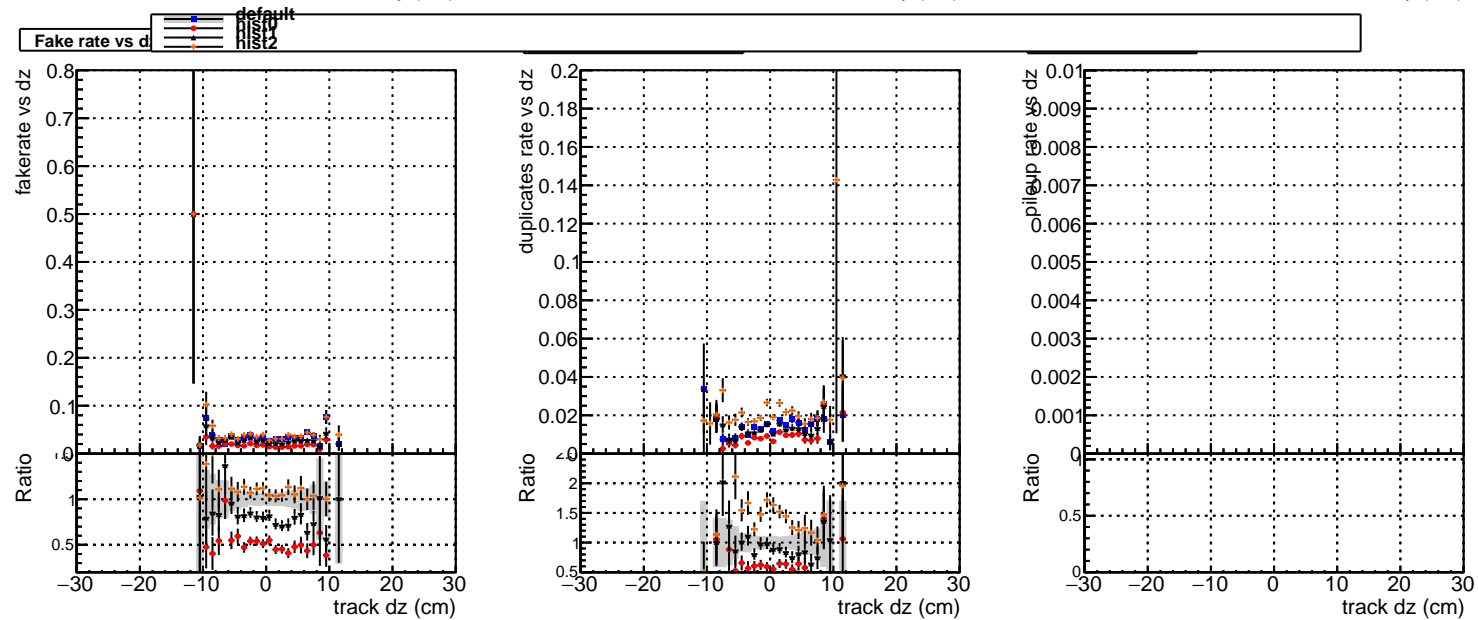 default
hist0
hist1
hist2
Fake rate vs dz
fakerate vs dz
0.8
0.7
0.6
0.5
0.4
0.3
0.2
0.1
Ratio
1
0.5
−30 −20 −10 0 10 20 30
track dz (cm)
duplicates rate vs dz
0.2
0.18
0.16
0.14
0.12
0.1
0.08
0.06
0.04
0.02
Ratio
2
1.5
1
0.5
−30 −20 −10 0 10 20 30
track dz (cm)
pileup rate vs dz
0.01
0.009
0.008
0.007
0.006
0.005
0.004
0.003
0.002
0.001
Ratio
1
0.5
0
−30 −20 −10 0 10 20 30
track dz (cm)